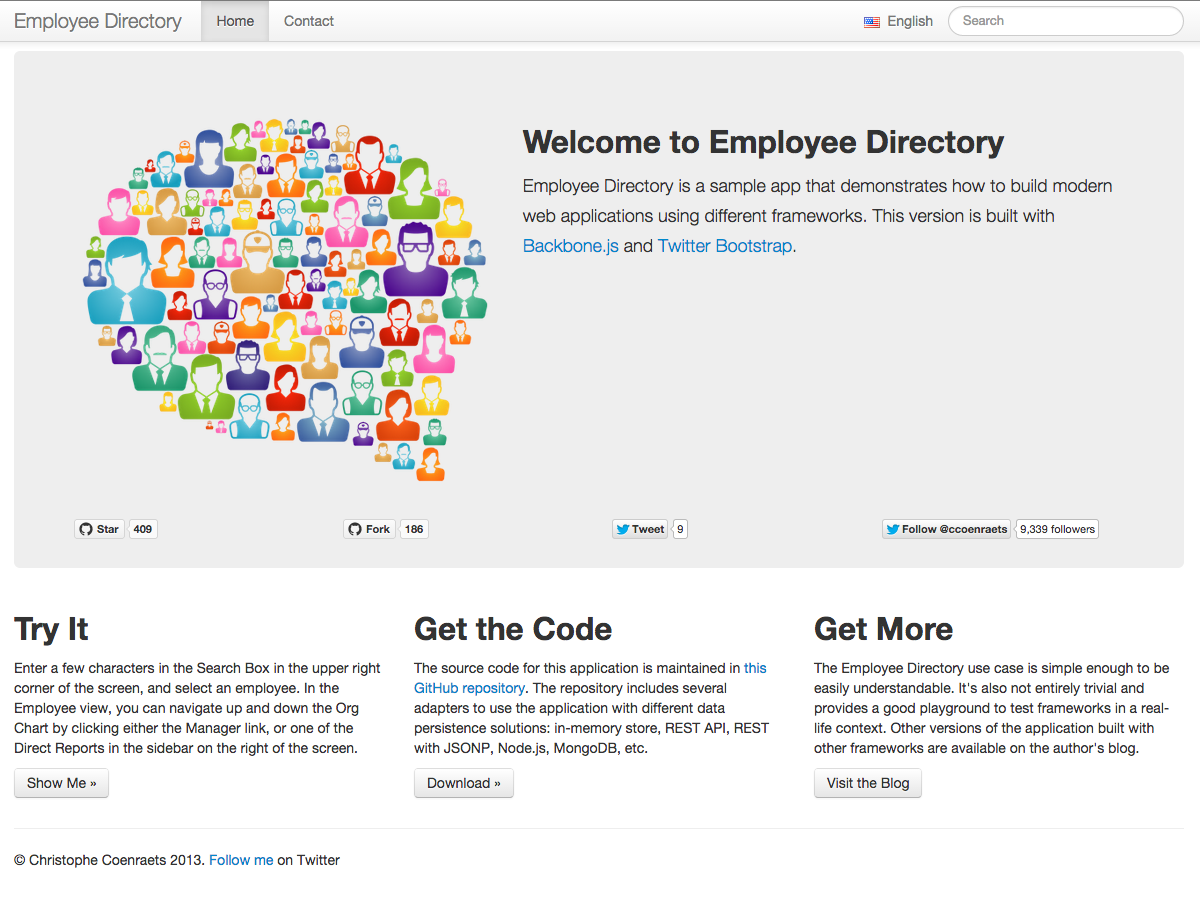 Employee Directory Home Contact English Search
Welcome to Employee Directory
Employee Directory is a sample app that demonstrates how to build modern
web applications using different frameworks. This version is built with
Backbone.js and Twitter Bootstrap.
Star 409 Fork 186 Tweet 9 Follow @ccoenraets 9,339 followers
Try It
Enter a few characters in the Search Box in the upper right
corner of the screen, and select an employee. In the
Employee view, you can navigate up and down the Org
Chart by clicking either the Manager link, or one of the
Direct Reports in the sidebar on the right of the screen.
Show Me »
Get the Code
The source code for this application is maintained in this
GitHub repository. The repository includes several
adapters to use the application with different data
persistence solutions: in-memory store, REST API, REST
with JSONP, Node.js, MongoDB, etc.
Download »
Get More
The Employee Directory use case is simple enough to be
easily understandable. It's also not entirely trivial and
provides a good playground to test frameworks in a real-
life context. Other versions of the application built with
other frameworks are available on the author's blog.
Visit the Blog
© Christophe Coenraets 2013. Follow me on Twitter